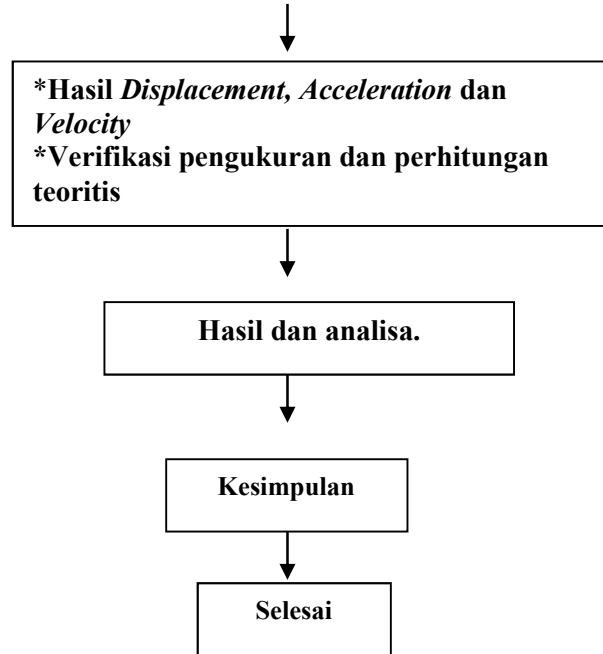 *Hasil Displacement, Acceleration dan
Velocity
*Verifikasi pengukuran dan perhitungan
teoritis
Hasil dan analisa.
Kesimpulan
Selesai